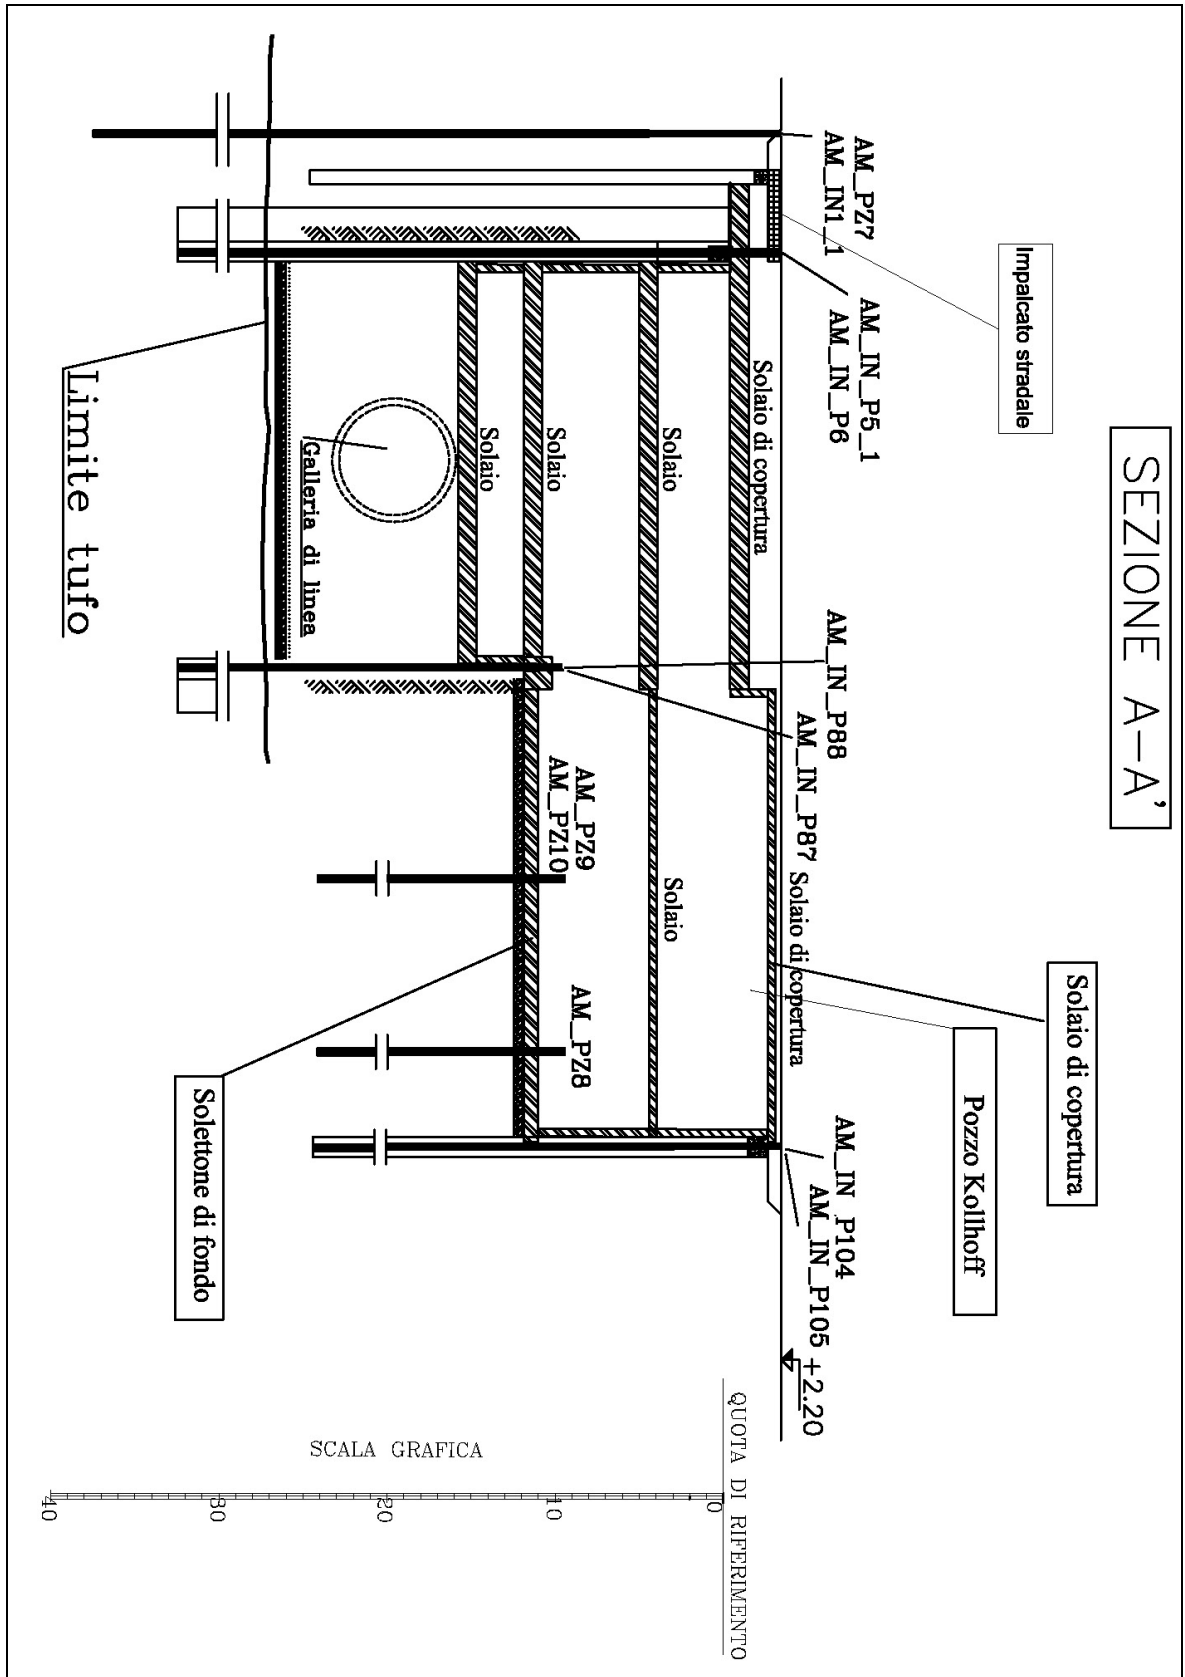 SEZIONE A-A'
Impalcato stradale
Solaio di copertura
Pozzo Kollhoff
AM_PZ7
AM_IN1_1
AM_IN_P5_1
AM_IN_P6
AM_IN_P88
AM_IN_P87
AM_IN_P104
AM_IN_P105
+2.20
Solaio di copertura
Solaio di copertura
Solaio
Solaio
Solaio
Solaio
AM_PZ9
AM_PZ10
AM_PZ8
Galleria di linea
Limite tufo
Solettone di fondo
QUOTA DI RIFERIMENTO
SCALA GRAFICA
0
10
20
30
40